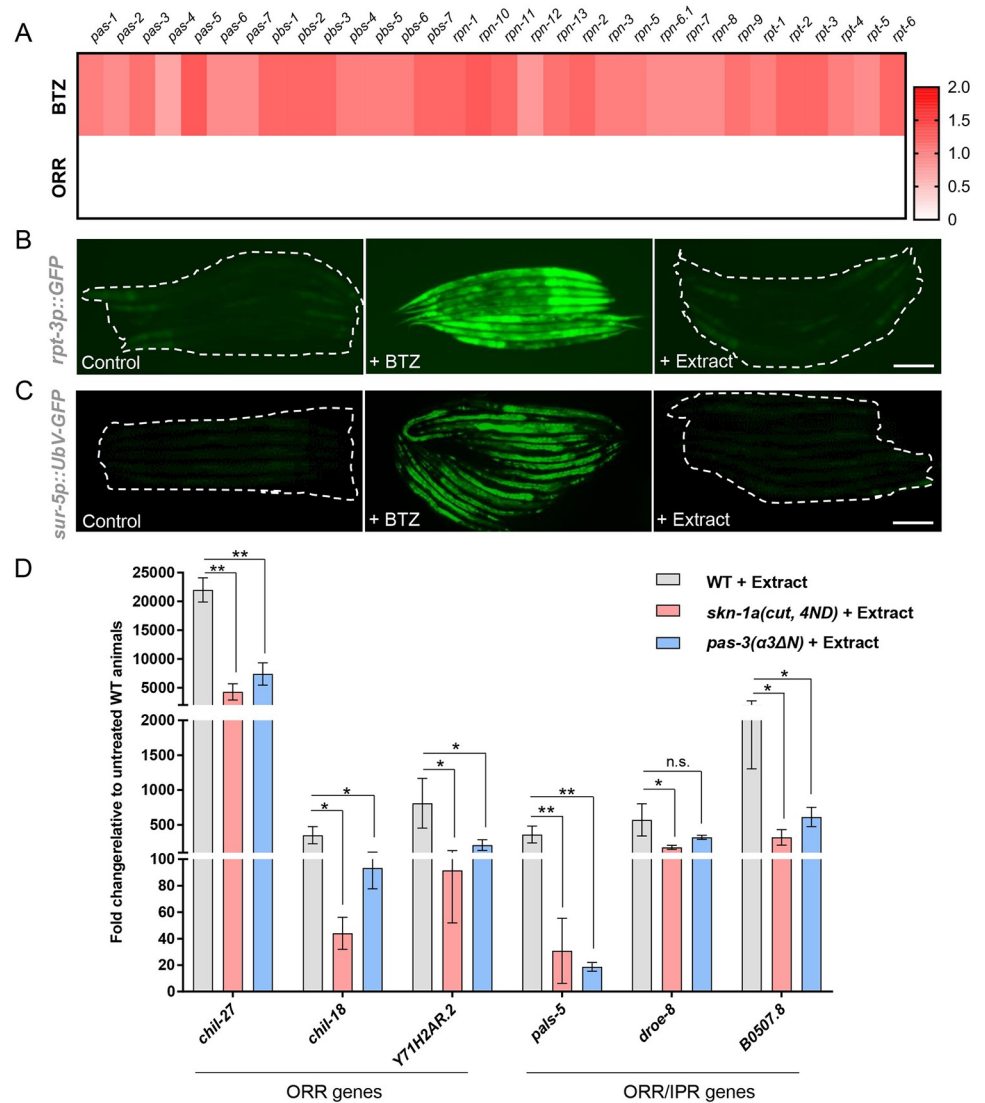 A
pas-1 pas-2 pas-3 pas-4 pas-5 pas-6 pas-7 pbs-1 pbs-2 pbs-3 pbs-4 pbs-5 pbs-6 pbs-7 rpn-1 rpn-10 rpn-11 rpn-12 rpn-13 rpn-2 rpn-3 rpn-5 rpn-6.1 rpn-7 rpn-8 rpn-9 rpt-1 rpt-2 rpt-3 rpt-4 rpt-5 rpt-6
BTZ
ORR
2.0
1.5
1.0
0.5
0
B
rpt-3p::GFP
Control
+ BTZ
+ Extract
C
sur-5p::UbV-GFP
Control
+ BTZ
+ Extract
D
Fold changerelative to untreated WT animals
25000
20000
15000
10000
5000
2000
1500
1000
500
100
80
60
40
20
0
** **
* *
* *
** **
* n.s.
* *
WT + Extract
skn-1a(cut, 4ND) + Extract
pas-3(α3ΔN) + Extract
chil-27 chil-18 Y71H2AR.2 pals-5 droe-8 B0507.8
ORR genes
ORR/IPR genes